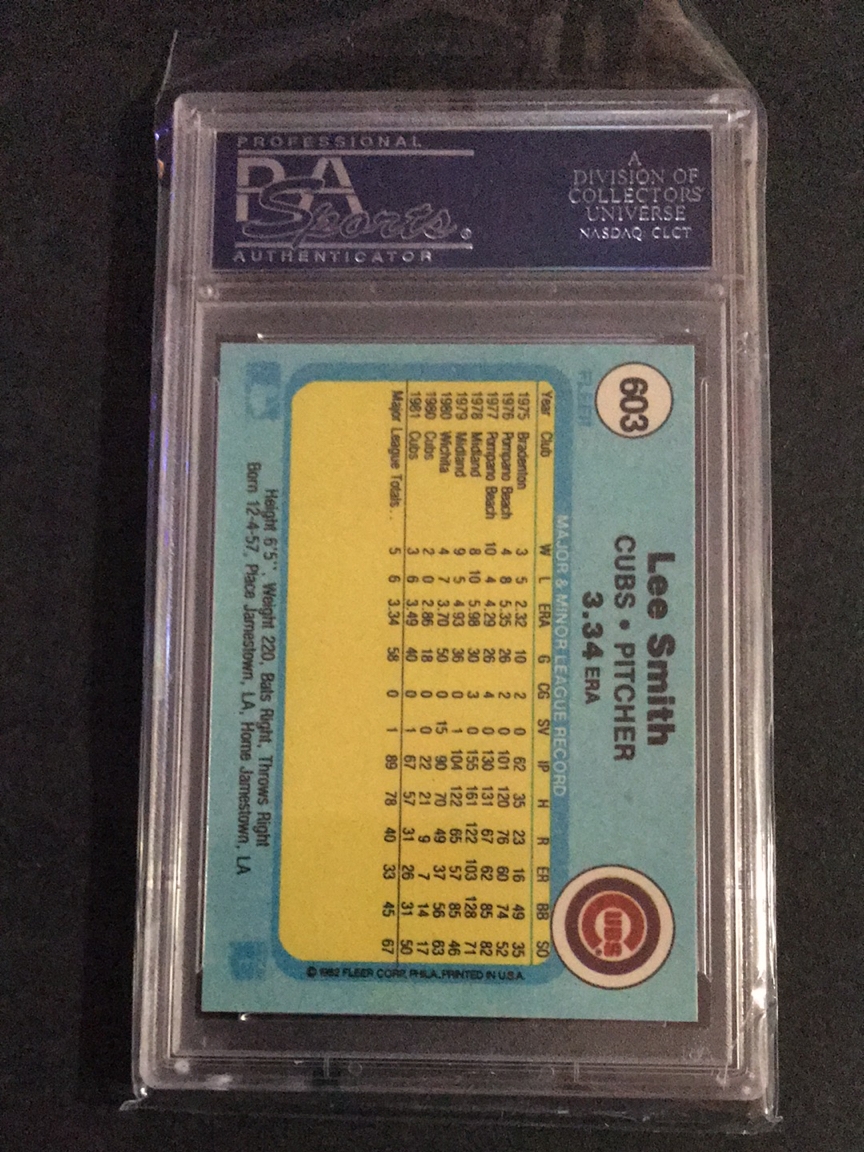 PROFESSIONAL
PSA
Sports
AUTHENTICATOR
A
DIVISION OF
COLLECTORS
UNIVERSE
NASDAQ CLCT
603
FLEER
Lee Smith
CUBS • PITCHER
3.34 ERA
CUBS
MAJOR & MINOR LEAGUE RECORD
Year Club W L ERA G CG SV IP H R ER BB SO
1975 Bradenton 3 5 2.32 10 2 0 62 35 23 16 49 35
1976 Pompano Beach 4 8 5.35 26 2 0 101 120 76 60 74 52
1977 Pompano Beach 10 4 4.29 26 4 0 130 131 67 62 85 82
1978 Midland 8 10 5.98 30 3 0 155 161 122 103 128 71
1979 Midland 9 5 4.93 36 0 1 104 122 65 57 85 46
1980 Wichita 4 7 3.70 50 0 15 90 70 49 37 56 63
1980 Cubs 2 0 2.86 18 0 0 22 21 9 7 14 17
1981 Cubs 3 6 3.49 40 0 1 67 57 31 26 31 50
Major League Totals... 5 6 3.34 58 0 1 89 78 40 33 45 67
© 1982 FLEER CORP. PHILA. PRINTED IN U.S.A.
Height 6'5", Weight 220, Bats Right, Throws Right
Born 12-4-57, Place Jamestown, LA, Home Jamestown, LA